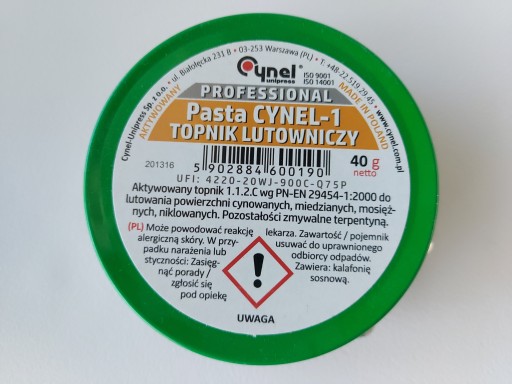 Cynel-Unipress Sp. z o.o. • ul. Białołęcka 231 B • 03-253 Warszawa (PL) • T: +48-22.519.29.45 • www.cynel.com.pl
AKTYWOWANY
MADE IN POLAND
Cynel®
unipress
ISO 9001
ISO 14001
PROFESSIONAL
Pasta CYNEL-1
TOPNIK LUTOWNICZY
201316
5 902884 600190
40 g
netto
UFI: 4220-20WJ-900C-Q75P
Aktywowany topnik 1.1.2.C wg PN-EN 29454-1:2000 do
lutowania powierzchni cynowanych, miedzianych, mosięż-
nych, niklowanych. Pozostałości zmywalne terpentyną.
(PL) Może powodować reakcję
alergiczną skóry. W przy-
padku narażenia lub
styczności: Zasięg-
nąć porady /
zgłosić się
pod opiekę
lekarza. Zawartość / pojemnik
usuwać do uprawnionego
odbiorcy odpadów.
Zawiera: kalafonię
sosnową.
UWAGA